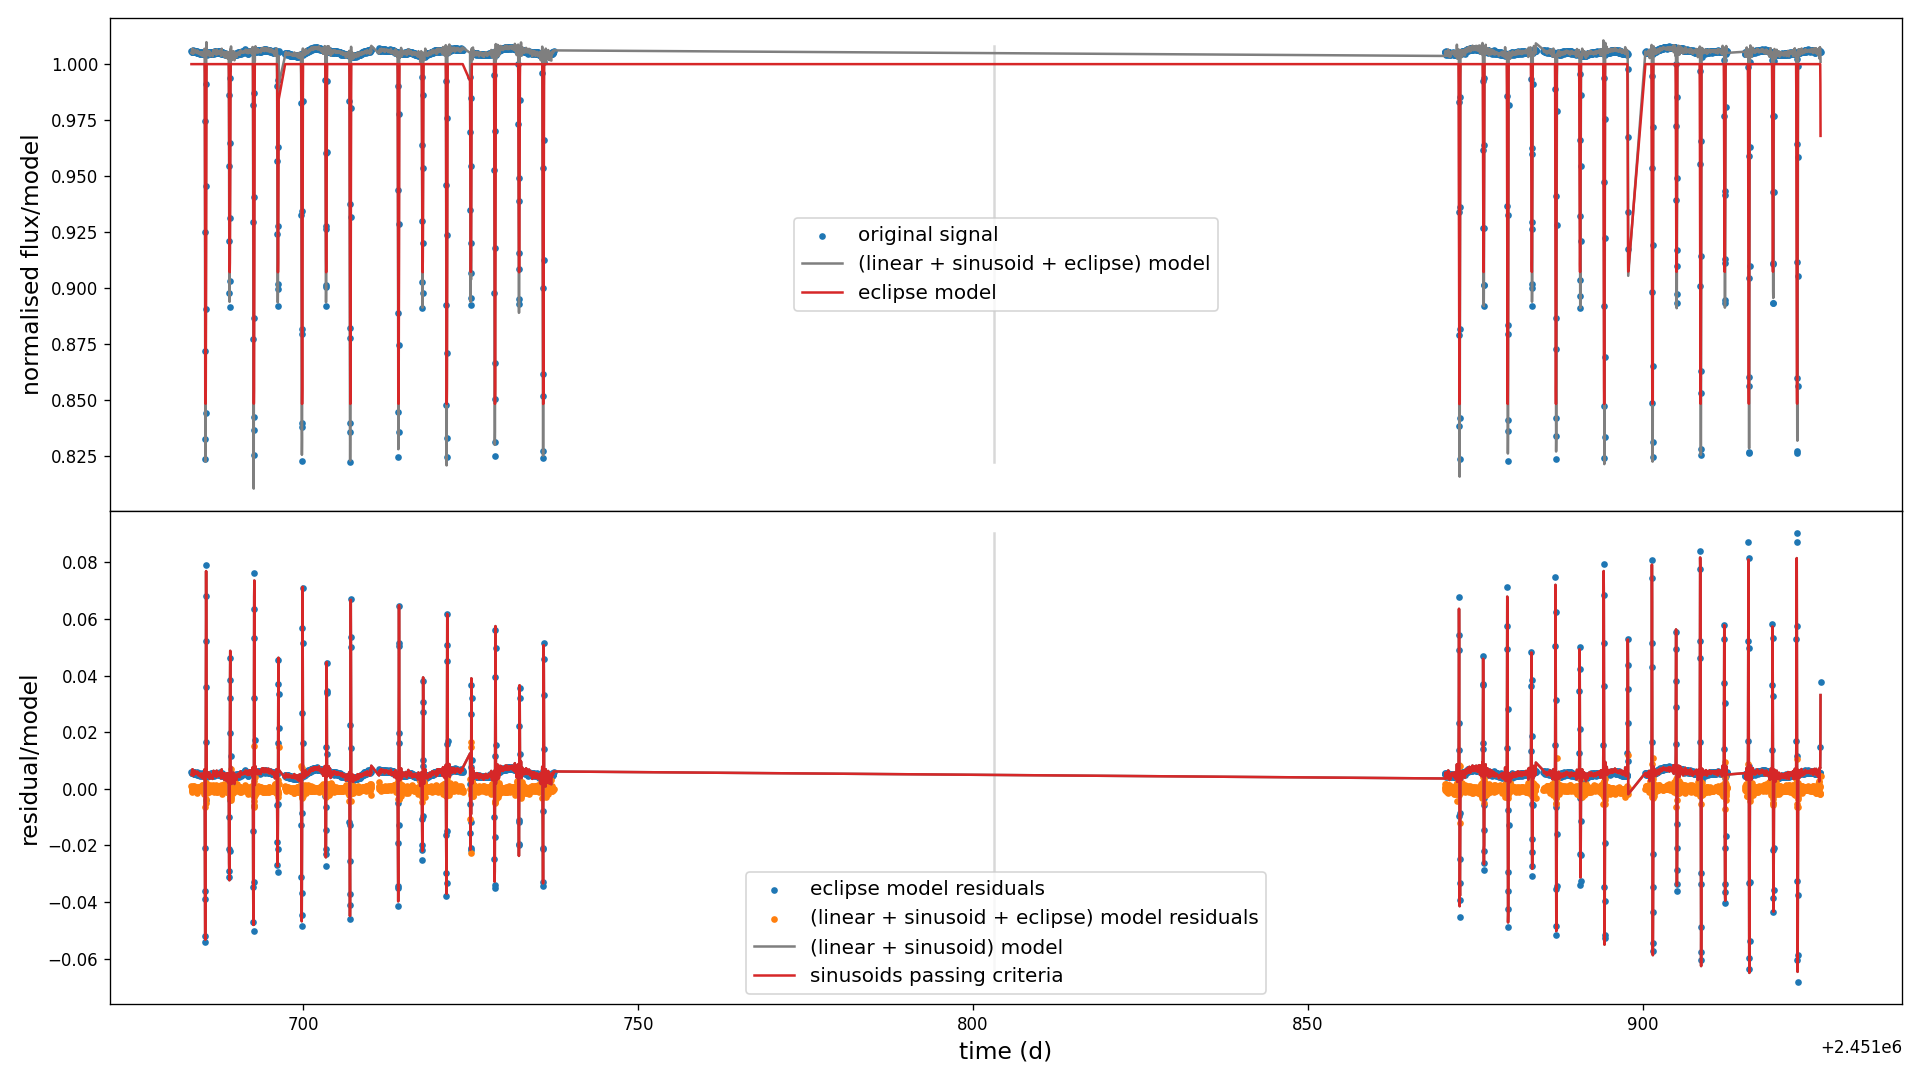 1.000
0.975
0.950
0.925
0.900
0.875
0.850
0.825
normalised flux/model
original signal
(linear + sinusoid + eclipse) model
eclipse model
0.08
0.06
0.04
0.02
0.00
−0.02
−0.04
−0.06
residual/model
eclipse model residuals
(linear + sinusoid + eclipse) model residuals
(linear + sinusoid) model
sinusoids passing criteria
700 750 800 850 900
time (d)
+2.451e6